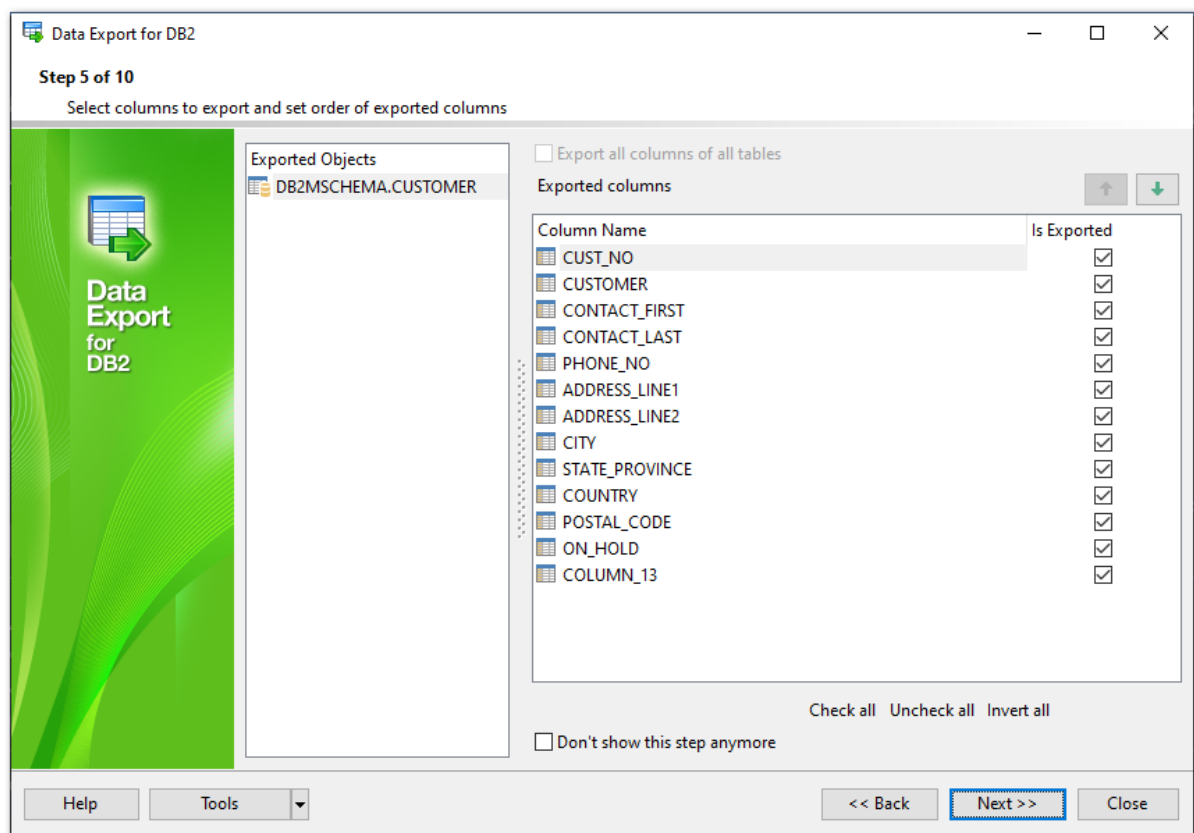 Data Export for DB2
Step 5 of 10
Select columns to export and set order of exported columns
Data
Export
for
DB2
Exported Objects
DB2MSCHEMA.CUSTOMER
Export all columns of all tables
Exported columns
Column Name Is Exported
CUST_NO
CUSTOMER
CONTACT_FIRST
CONTACT_LAST
PHONE_NO
ADDRESS_LINE1
ADDRESS_LINE2
CITY
STATE_PROVINCE
COUNTRY
POSTAL_CODE
ON_HOLD
COLUMN_13
Check all Uncheck all Invert all
Don't show this step anymore
Help Tools << Back Next >> Close